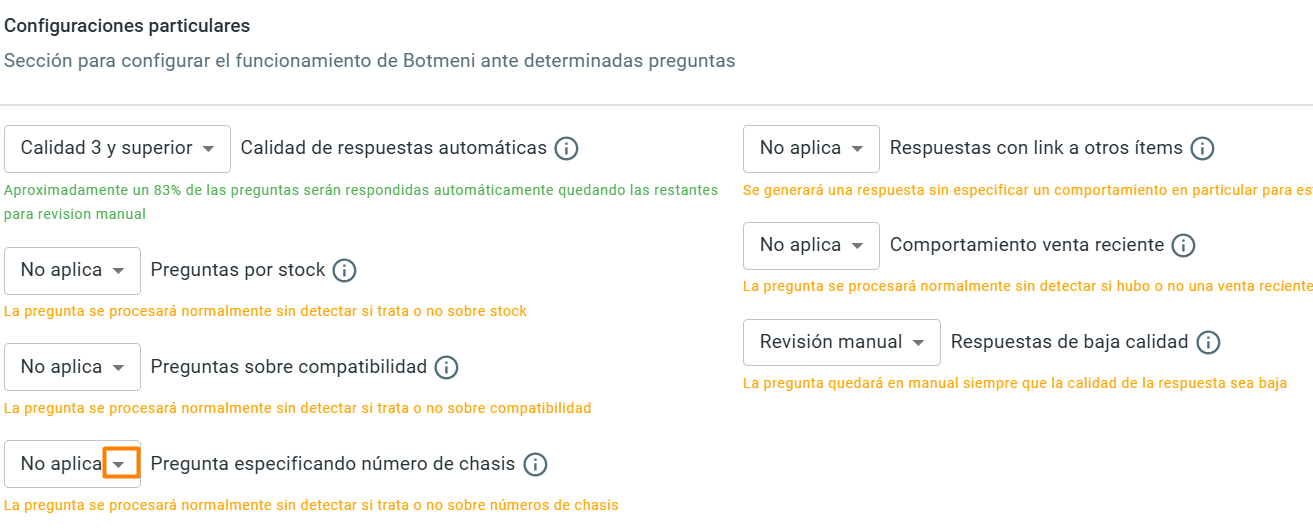 Configuraciones particulares
Sección para configurar el funcionamiento de Botmeni ante determinadas preguntas
Calidad 3 y superior Calidad de respuestas automáticas
Aproximadamente un 83% de las preguntas serán respondidas automáticamente quedando las restantes
para revision manual
No aplica Preguntas por stock
La pregunta se procesará normalmente sin detectar si trata o no sobre stock
No aplica Preguntas sobre compatibilidad
La pregunta se procesará normalmente sin detectar si trata o no sobre compatibilidad
No aplica Pregunta especificando número de chasis
La pregunta se procesará normalmente sin detectar si trata o no sobre números de chasis
No aplica Respuestas con link a otros ítems
Se generará una respuesta sin especificar un comportamiento en particular para es
No aplica Comportamiento venta reciente
La pregunta se procesará normalmente sin detectar si hubo o no una venta reciente
Revisión manual Respuestas de baja calidad
La pregunta quedará en manual siempre que la calidad de la respuesta sea baja